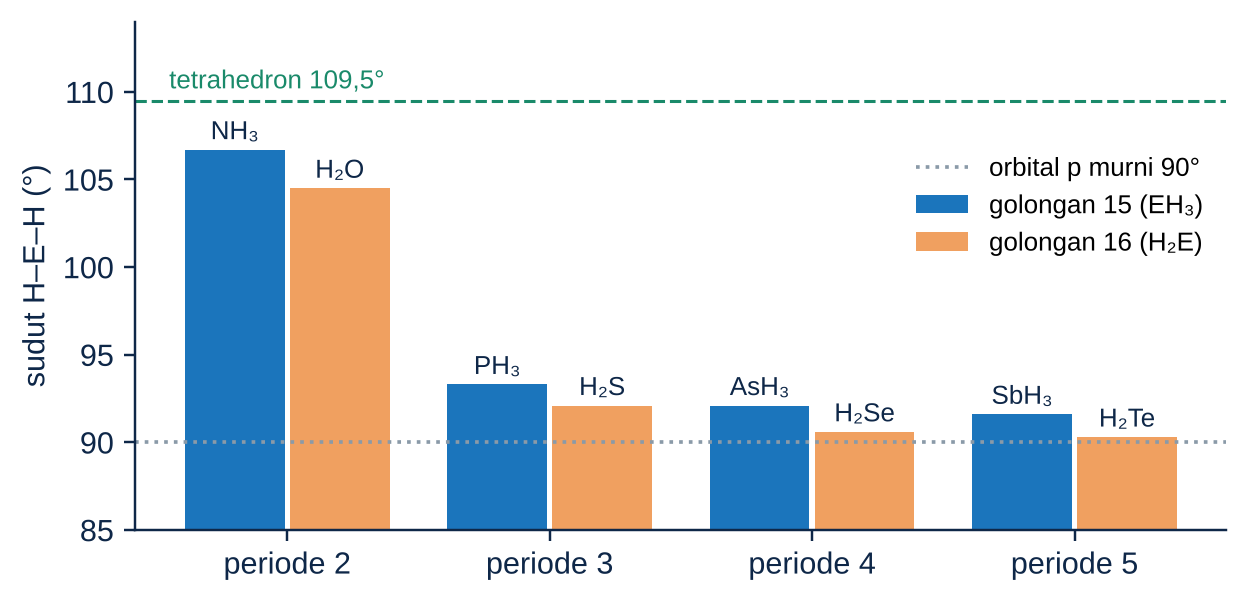 tetrahedron 109,5°
NH₃
H₂O
PH₃
H₂S
AsH₃
H₂Se
SbH₃
H₂Te
orbital p murni 90°
golongan 15 (EH₃)
golongan 16 (H₂E)
sudut H–E–H (°)
110
105
100
95
90
85
periode 2
periode 3
periode 4
periode 5